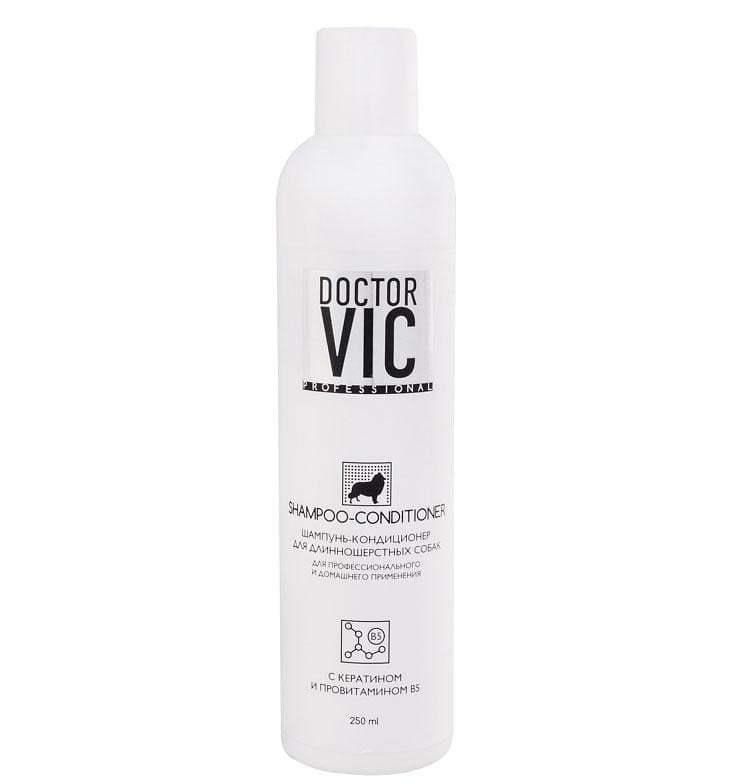 DOCTOR
VIC
PROFESSIONAL
SHAMPOO-CONDITIONER
ШАМПУНЬ-КОНДИЦИОНЕР
ДЛЯ ДЛИННОШЕРСТНЫХ СОБАК
ДЛЯ ПРОФЕССИОНАЛЬНОГО
И ДОМАШНЕГО ПРИМЕНЕНИЯ
B5
С КЕРАТИНОМ
И ПРОВИТАМИНОМ B5
250 ml